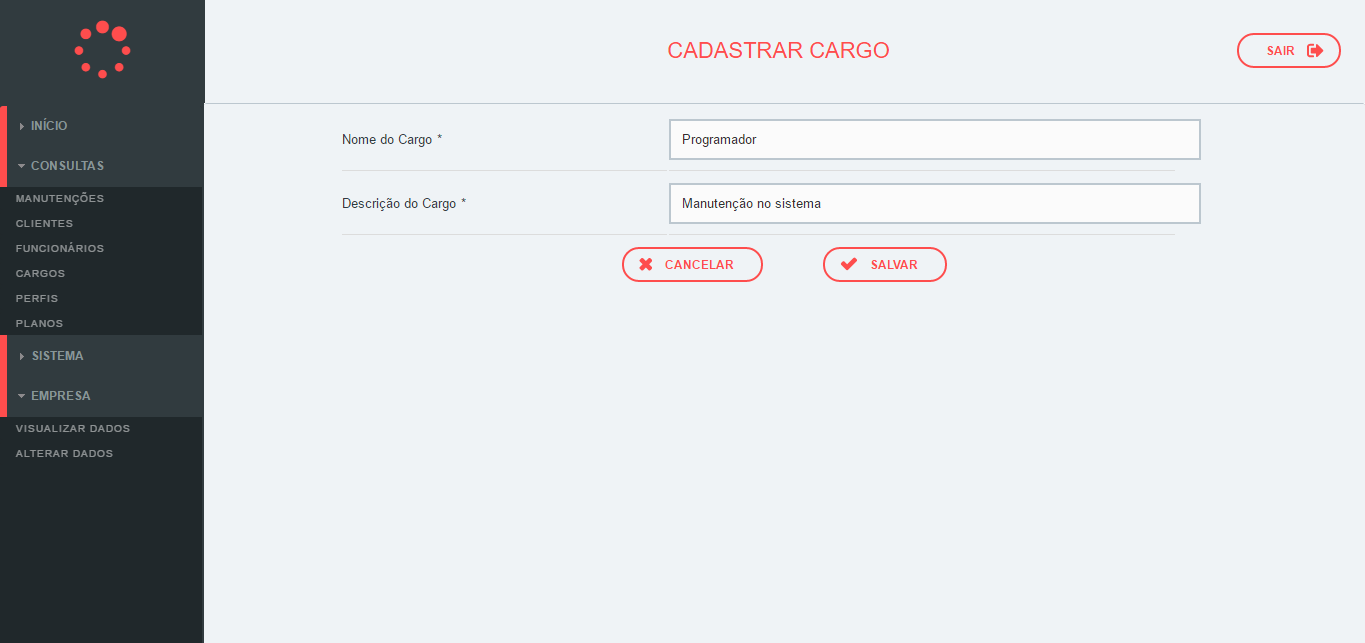 CADASTRAR CARGO
SAIR
INÍCIO
CONSULTAS
MANUTENÇÕES
CLIENTES
FUNCIONÁRIOS
CARGOS
PERFIS
PLANOS
SISTEMA
EMPRESA
VISUALIZAR DADOS
ALTERAR DADOS
Nome do Cargo * Programador
Descrição do Cargo * Manutenção no sistema
CANCELAR SALVAR